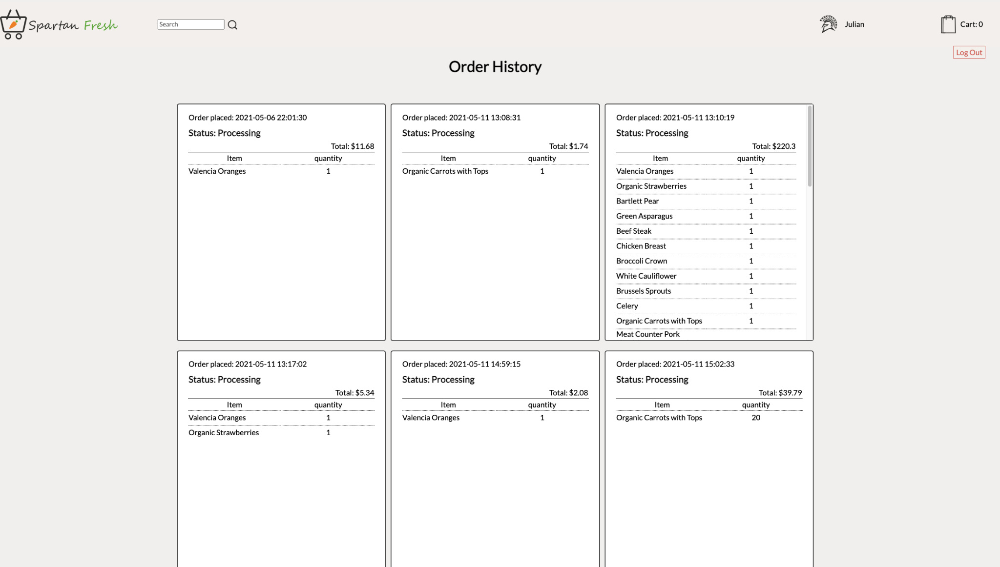 Spartan Fresh
Search
Julian
Cart: 0
Log Out
Order History
Order placed: 2021-05-06 22:01:30
Status: Processing
Total: $11.68
Item quantity
Valencia Oranges 1
Order placed: 2021-05-11 13:08:31
Status: Processing
Total: $1.74
Item quantity
Organic Carrots with Tops 1
Order placed: 2021-05-11 13:10:19
Status: Processing
Total: $220.3
Item quantity
Valencia Oranges 1
Organic Strawberries 1
Bartlett Pear 1
Green Asparagus 1
Beef Steak 1
Chicken Breast 1
Broccoli Crown 1
White Cauliflower 1
Brussels Sprouts 1
Celery 1
Organic Carrots with Tops 1
Meat Counter Pork
Order placed: 2021-05-11 13:17:02
Status: Processing
Total: $5.34
Item quantity
Valencia Oranges 1
Organic Strawberries 1
Order placed: 2021-05-11 14:59:15
Status: Processing
Total: $2.08
Item quantity
Valencia Oranges 1
Order placed: 2021-05-11 15:02:33
Status: Processing
Total: $39.79
Item quantity
Organic Carrots with Tops 20